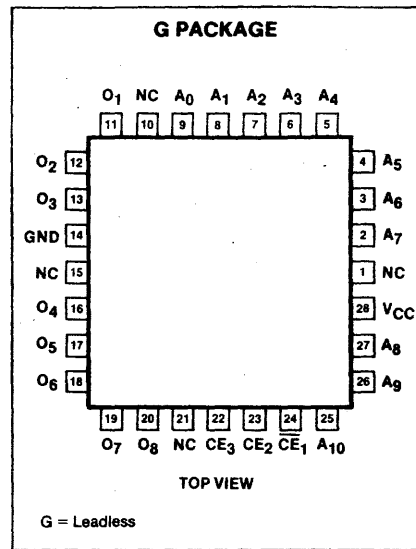 G PACKAGE
O1 NC A0 A1 A2 A3 A4
11 10 9 8 7 6 5
O2 12
O3 13
GND 14
NC 15
O4 16
O5 17
O6 18
4 A5
3 A6
2 A7
1 NC
28 VCC
27 A8
26 A9
19 20 21 22 23 24 25
O7 O8 NC CE3 CE2 C̅E̅1 A10
TOP VIEW
G = Leadless